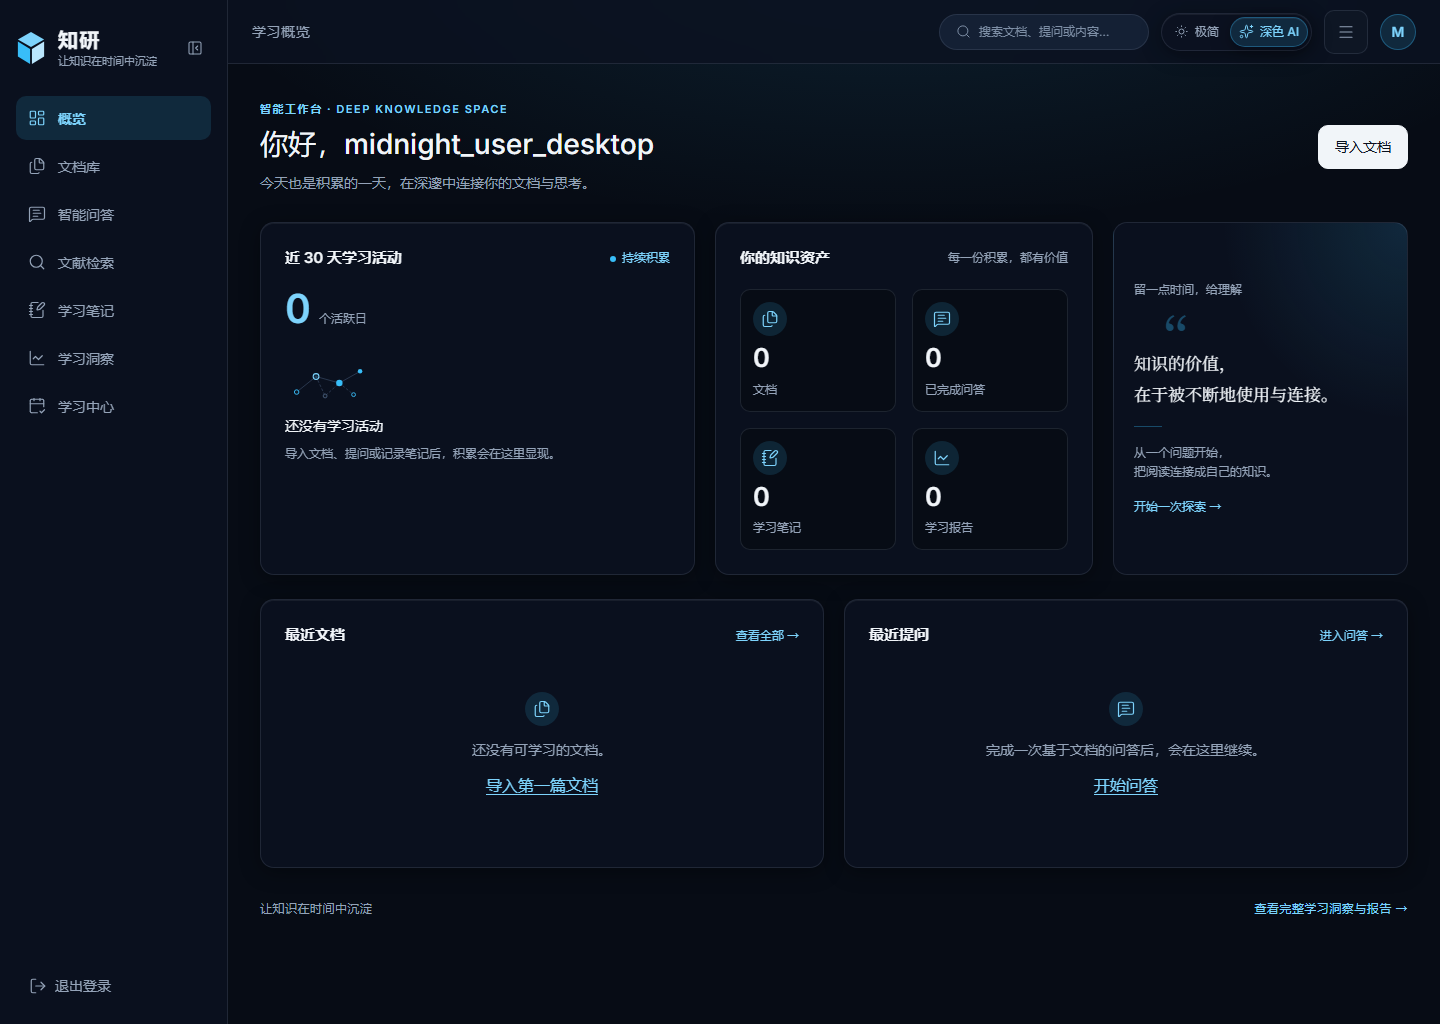 知研
让知识在时间中沉淀
概览
文档库
智能问答
文献检索
学习笔记
学习洞察
学习中心
退出登录
学习概览
搜索文档、提问或内容...
极简
深色 AI
M
智能工作台 · DEEP KNOWLEDGE SPACE
你好，midnight_user_desktop
今天也是积累的一天，在深邃中连接你的文档与思考。
导入文档
近 30 天学习活动
持续积累
0 个活跃日
还没有学习活动
导入文档、提问或记录笔记后，积累会在这里显现。
你的知识资产
每一份积累，都有价值
0
文档
0
已完成问答
0
学习笔记
0
学习报告
留一点时间，给理解
“
知识的价值，
在于被不断地使用与连接。
从一个问题开始，
把阅读连接成自己的知识。
开始一次探索 →
最近文档
查看全部 →
还没有可学习的文档。
导入第一篇文档
最近提问
进入问答 →
完成一次基于文档的问答后，会在这里继续。
开始问答
让知识在时间中沉淀
查看完整学习洞察与报告 →